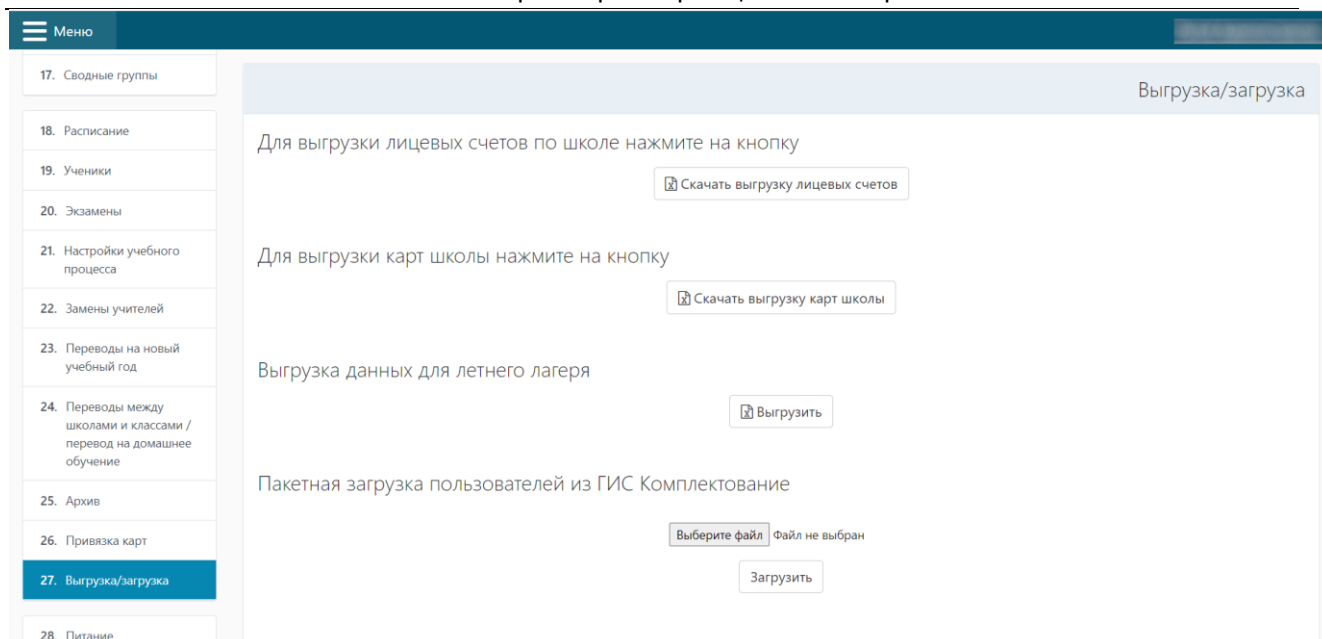 Меню
17. Сводные группы
18. Расписание
19. Ученики
20. Экзамены
21. Настройки учебного
процесса
22. Замены учителей
23. Переводы на новый
учебный год
24. Переводы между
школами и классами /
перевод на домашнее
обучение
25. Архив
26. Привязка карт
27. Выгрузка/загрузка
28. Питание
Выгрузка/загрузка
Для выгрузки лицевых счетов по школе нажмите на кнопку
Скачать выгрузку лицевых счетов
Для выгрузки карт школы нажмите на кнопку
Скачать выгрузку карт школы
Выгрузка данных для летнего лагеря
Выгрузить
Пакетная загрузка пользователей из ГИС Комплектование
Выберите файл Файл не выбран
Загрузить